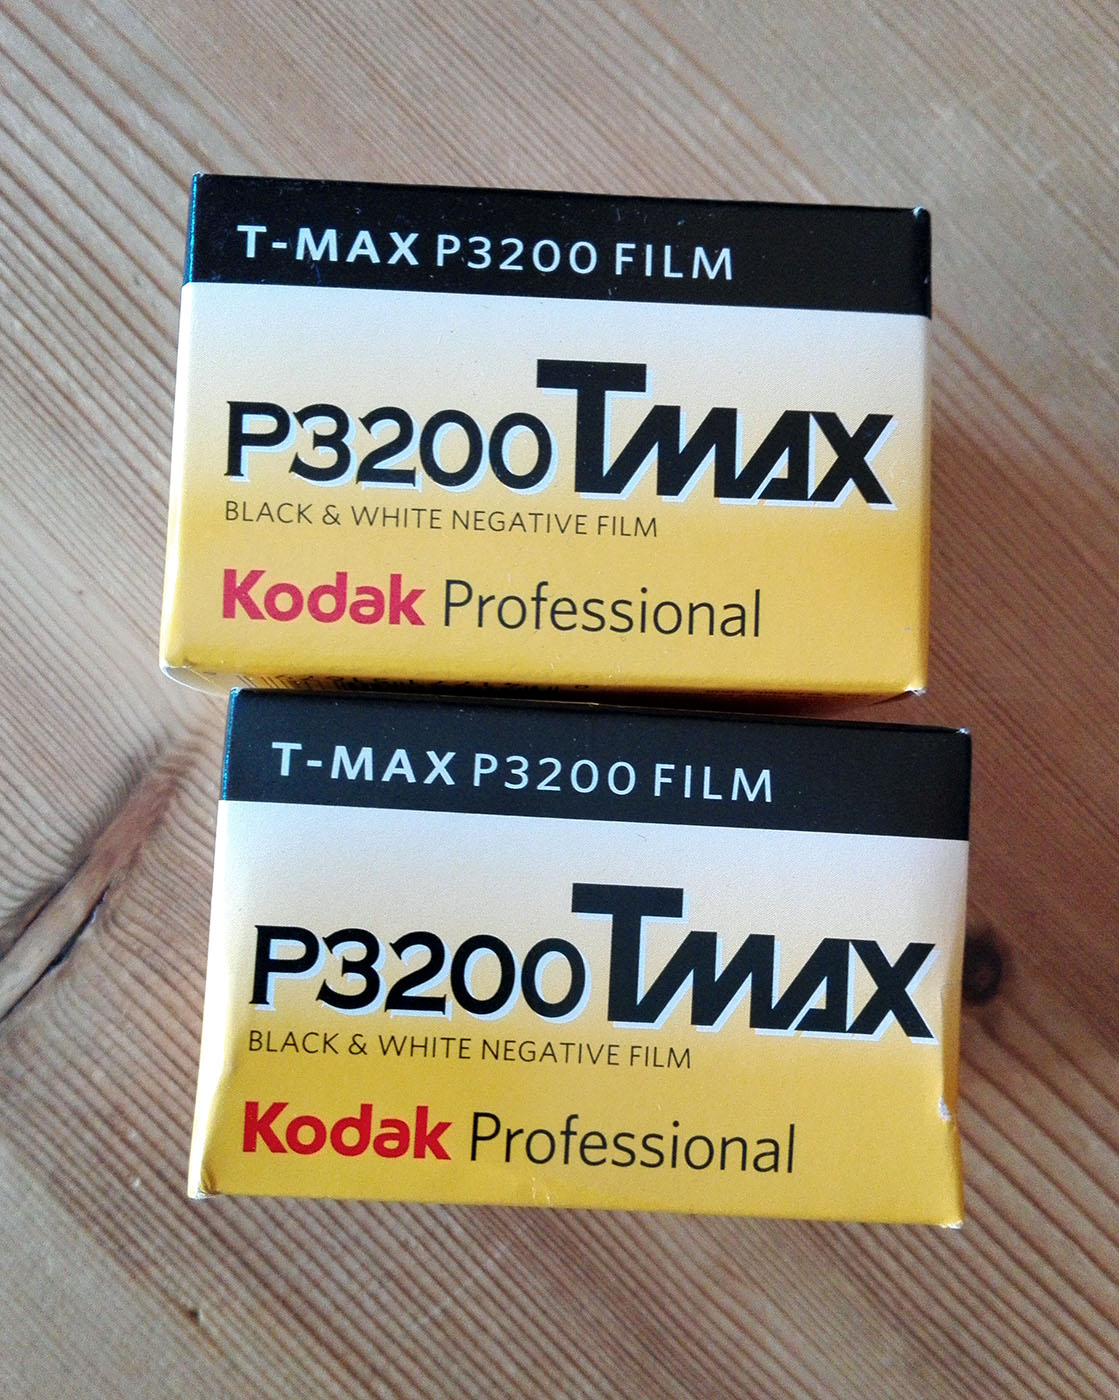 T-MAX P3200 FILM
P3200 TMAX
BLACK & WHITE NEGATIVE FILM
Kodak Professional
T-MAX P3200 FILM
P3200 TMAX
BLACK & WHITE NEGATIVE FILM
Kodak Professional